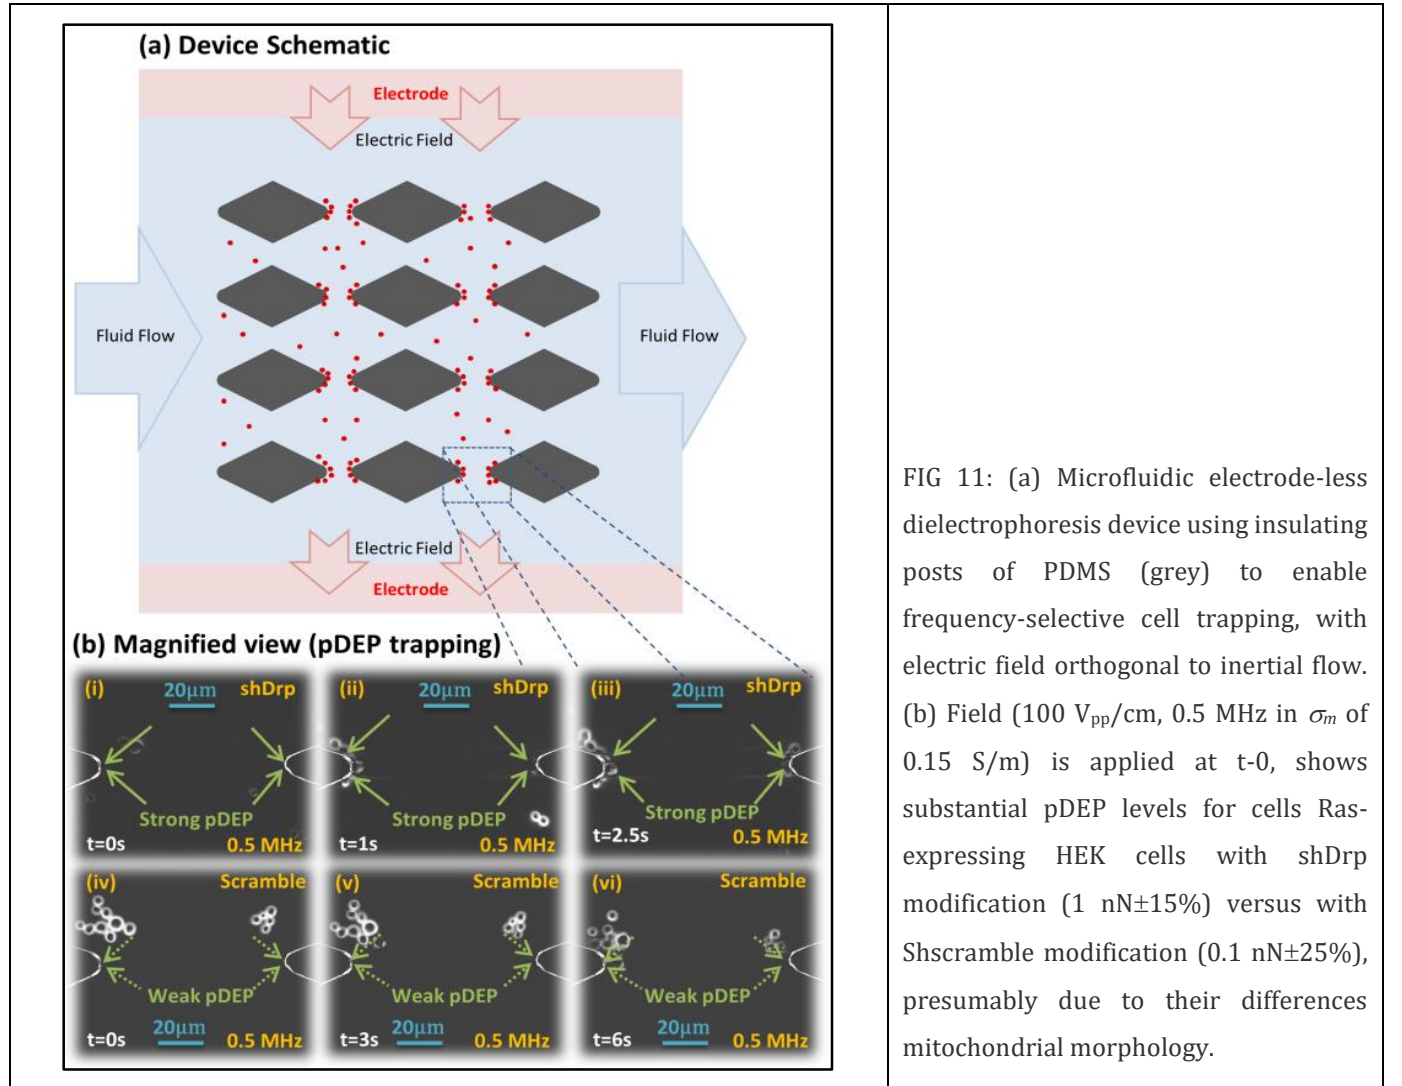 (a) Device Schematic
Electrode
Electric Field
Fluid Flow
Fluid Flow
Electric Field
Electrode
(b) Magnified view (pDEP trapping)
(i) 20μm shDrp
Strong pDEP
t=0s 0.5 MHz
(ii) 20μm shDrp
Strong pDEP
t=1s 0.5 MHz
(iii) 20μm shDrp
Strong pDEP
t=2.5s 0.5 MHz
(iv) Scramble
Weak pDEP
t=0s 20μm 0.5 MHz
(v) Scramble
Weak pDEP
t=3s 20μm 0.5 MHz
(vi) Scramble
Weak pDEP
t=6s 20μm 0.5 MHz
FIG 11: (a) Microfluidic electrode-less
dielectrophoresis device using insulating
posts of PDMS (grey) to enable
frequency-selective cell trapping, with
electric field orthogonal to inertial flow.
(b) Field (100 Vpp/cm, 0.5 MHz in σm of
0.15 S/m) is applied at t-0, shows
substantial pDEP levels for cells Ras-
expressing HEK cells with shDrp
modification (1 nN±15%) versus with
Shscramble modification (0.1 nN±25%),
presumably due to their differences
mitochondrial morphology.